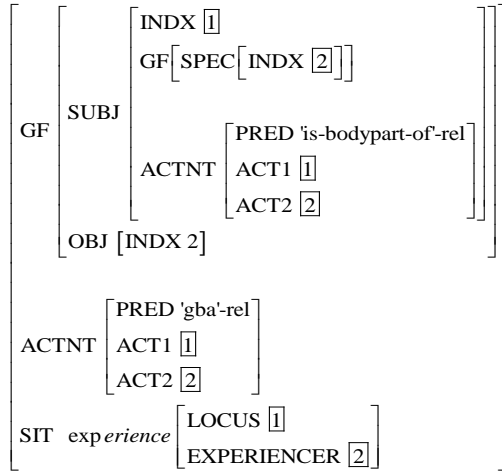 INDX 1
GF[SPEC[INDX 2]]
PRED 'is-bodypart-of'-rel
GF SUBJ ACTNT ACT1 1
ACT2 2
OBJ [INDX 2]
PRED 'gba'-rel
ACTNT ACT1 1
ACT2 2
LOCUS 1
SIT experience
EXPERIENCER 2